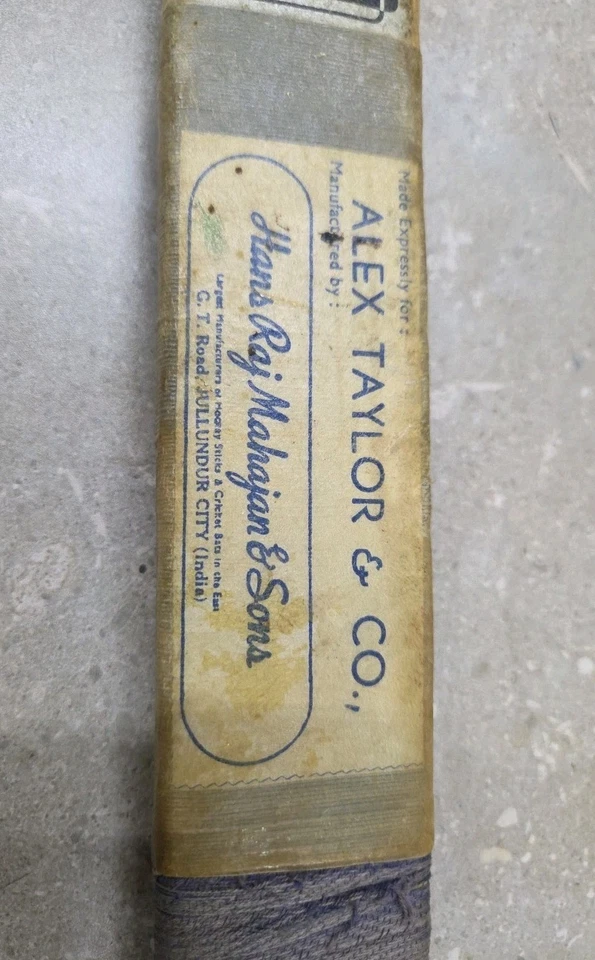 Made Expressly for :
ALEX TAYLOR & CO.,
Manufactured by :
Hans Raj Mahajan & Sons
Largest Manufacturers of Hockey Sticks & Cricket Bats in the East
G. T. Road, JULLUNDUR CITY (India)